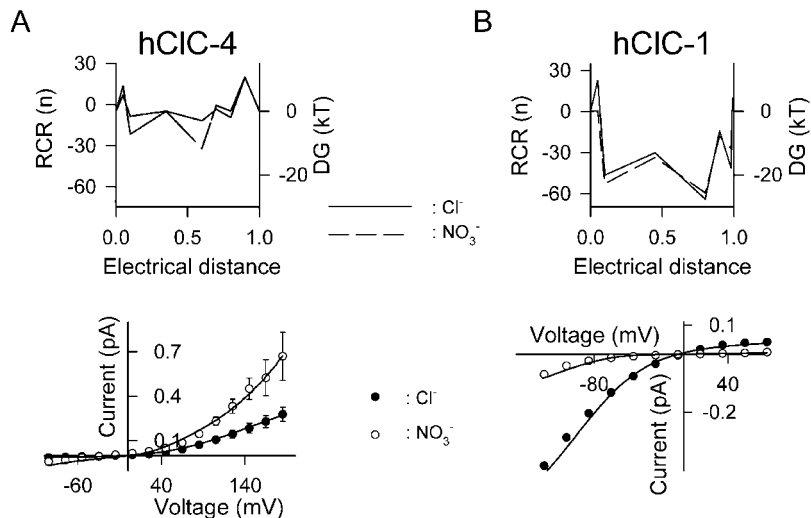 A
hClC-4
RCR (n)
30
0
-30
-60
0
-20
DG (kT)
0.0
0.5
1.0
Electrical distance
B
hClC-1
RCR (n)
30
0
-30
-60
0
-20
DG (kT)
0.0
0.5
1.0
Electrical distance
: Cl-
: NO3-
Current (pA)
0.7
0.4
0.1
-60
40
140
Voltage (mV)
: Cl-
: NO3-
Voltage (mV)
0.1
-80
40
-0.2
Current (pA)